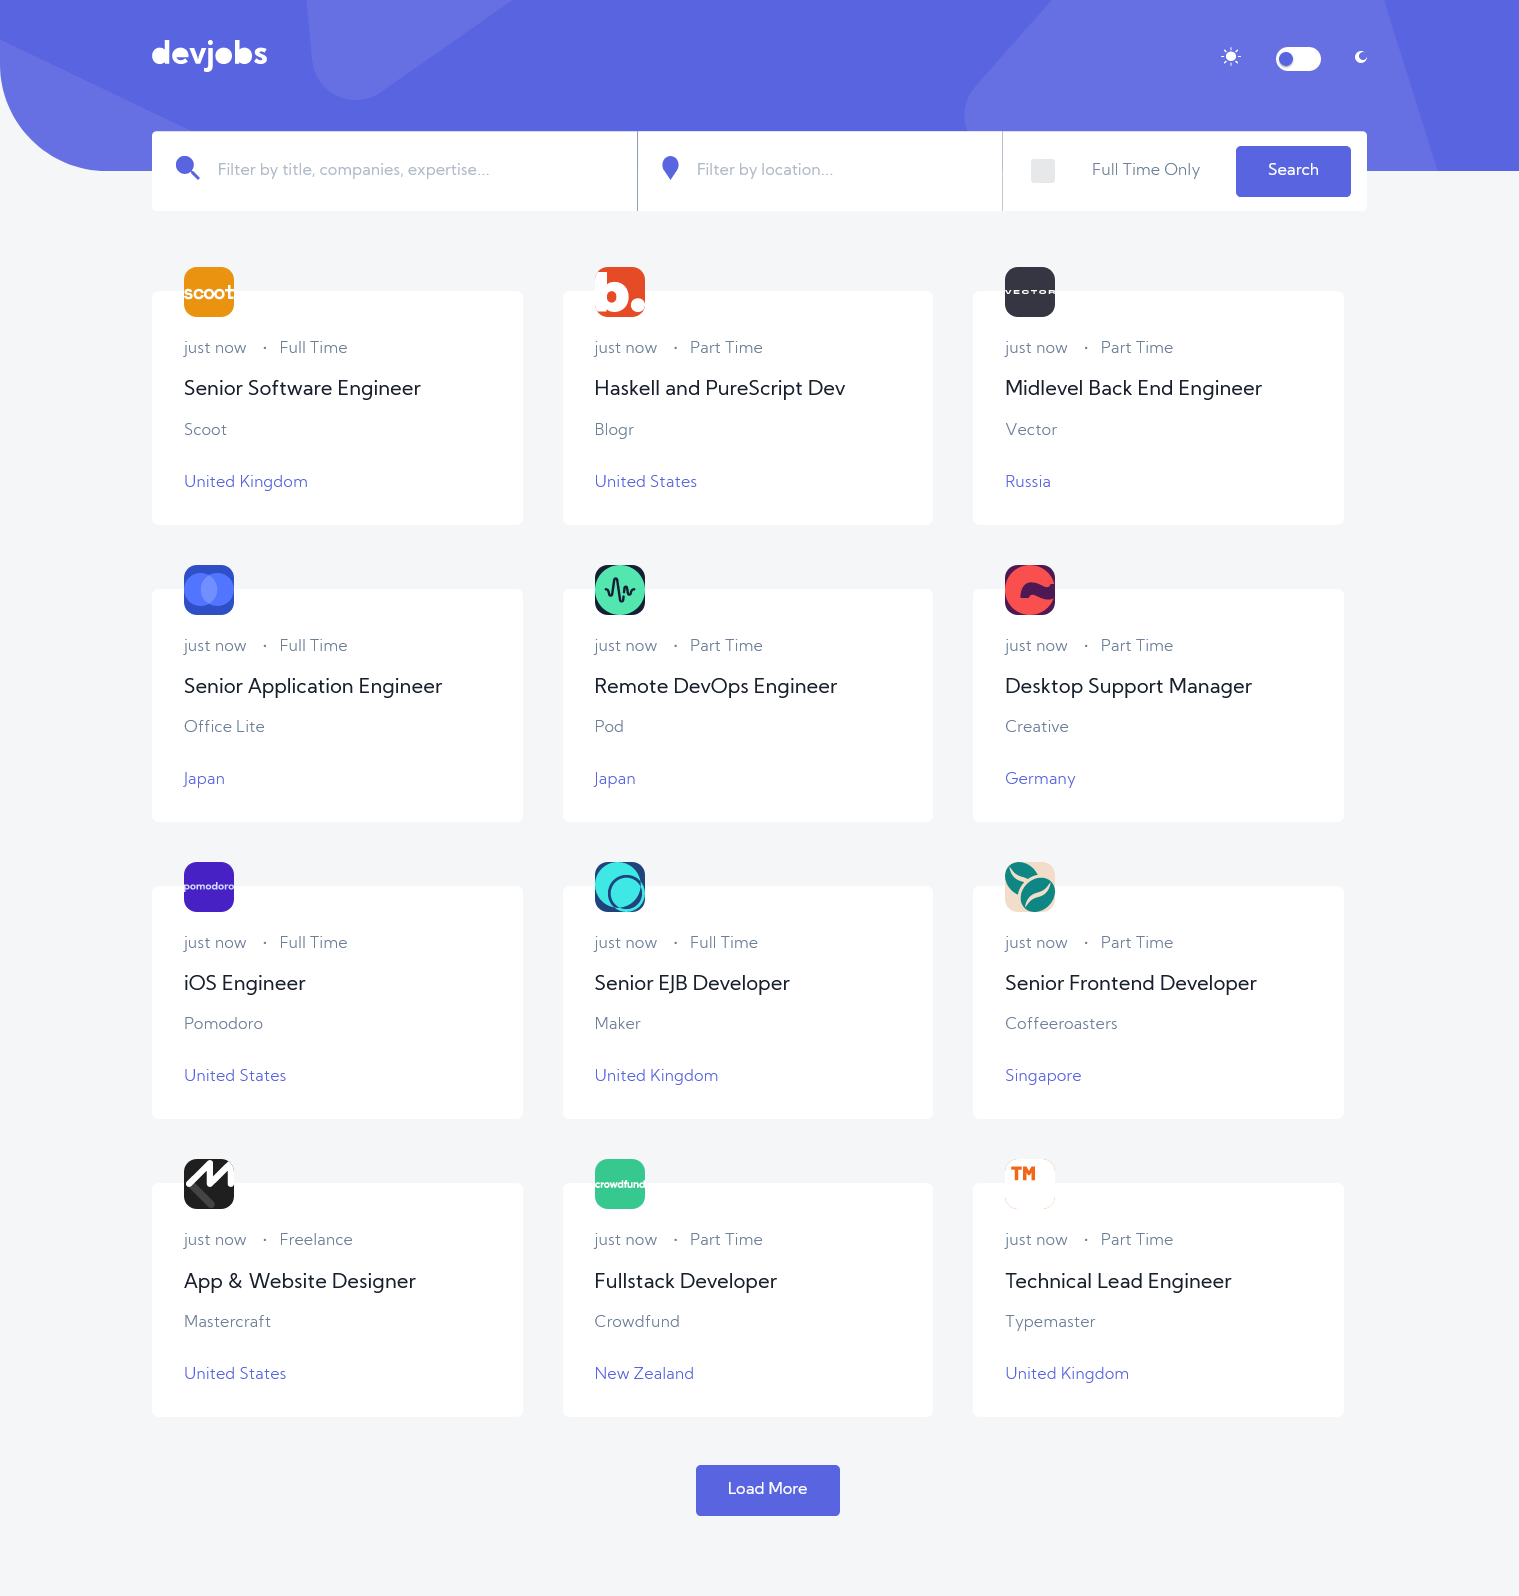 devjobs
Filter by title, companies, expertise...
Filter by location...
Full Time Only
Search
scoot
just now • Full Time
Senior Software Engineer
Scoot
United Kingdom
b.
just now • Part Time
Haskell and PureScript Dev
Blogr
United States
VECTOR
just now • Part Time
Midlevel Back End Engineer
Vector
Russia
just now • Full Time
Senior Application Engineer
Office Lite
Japan
just now • Part Time
Remote DevOps Engineer
Pod
Japan
just now • Part Time
Desktop Support Manager
Creative
Germany
pomodoro
just now • Full Time
iOS Engineer
Pomodoro
United States
just now • Full Time
Senior EJB Developer
Maker
United Kingdom
just now • Part Time
Senior Frontend Developer
Coffeeroasters
Singapore
just now • Freelance
App & Website Designer
Mastercraft
United States
crowdfund
just now • Part Time
Fullstack Developer
Crowdfund
New Zealand
TM
just now • Part Time
Technical Lead Engineer
Typemaster
United Kingdom
Load More